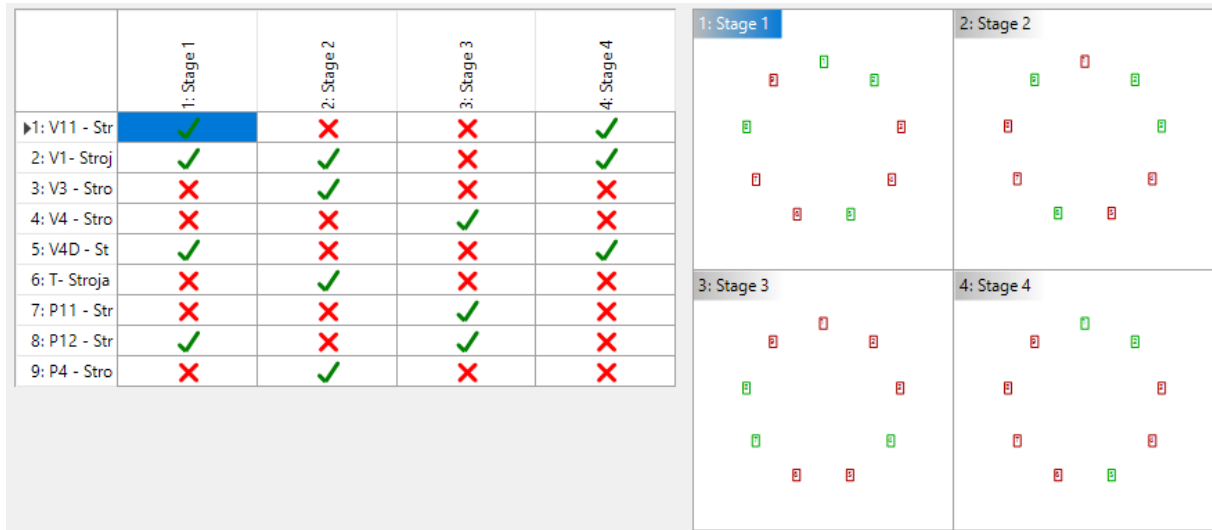 1: Stage 1
2: Stage 2
3: Stage 3
4: Stage 4
1: V11 - Str
2: V1- Stroj
3: V3 - Stro
4: V4 - Stro
5: V4D - St
6: T- Stroja
7: P11 - Str
8: P12 - Str
9: P4 - Stro
1: Stage 1
2: Stage 2
3: Stage 3
4: Stage 4